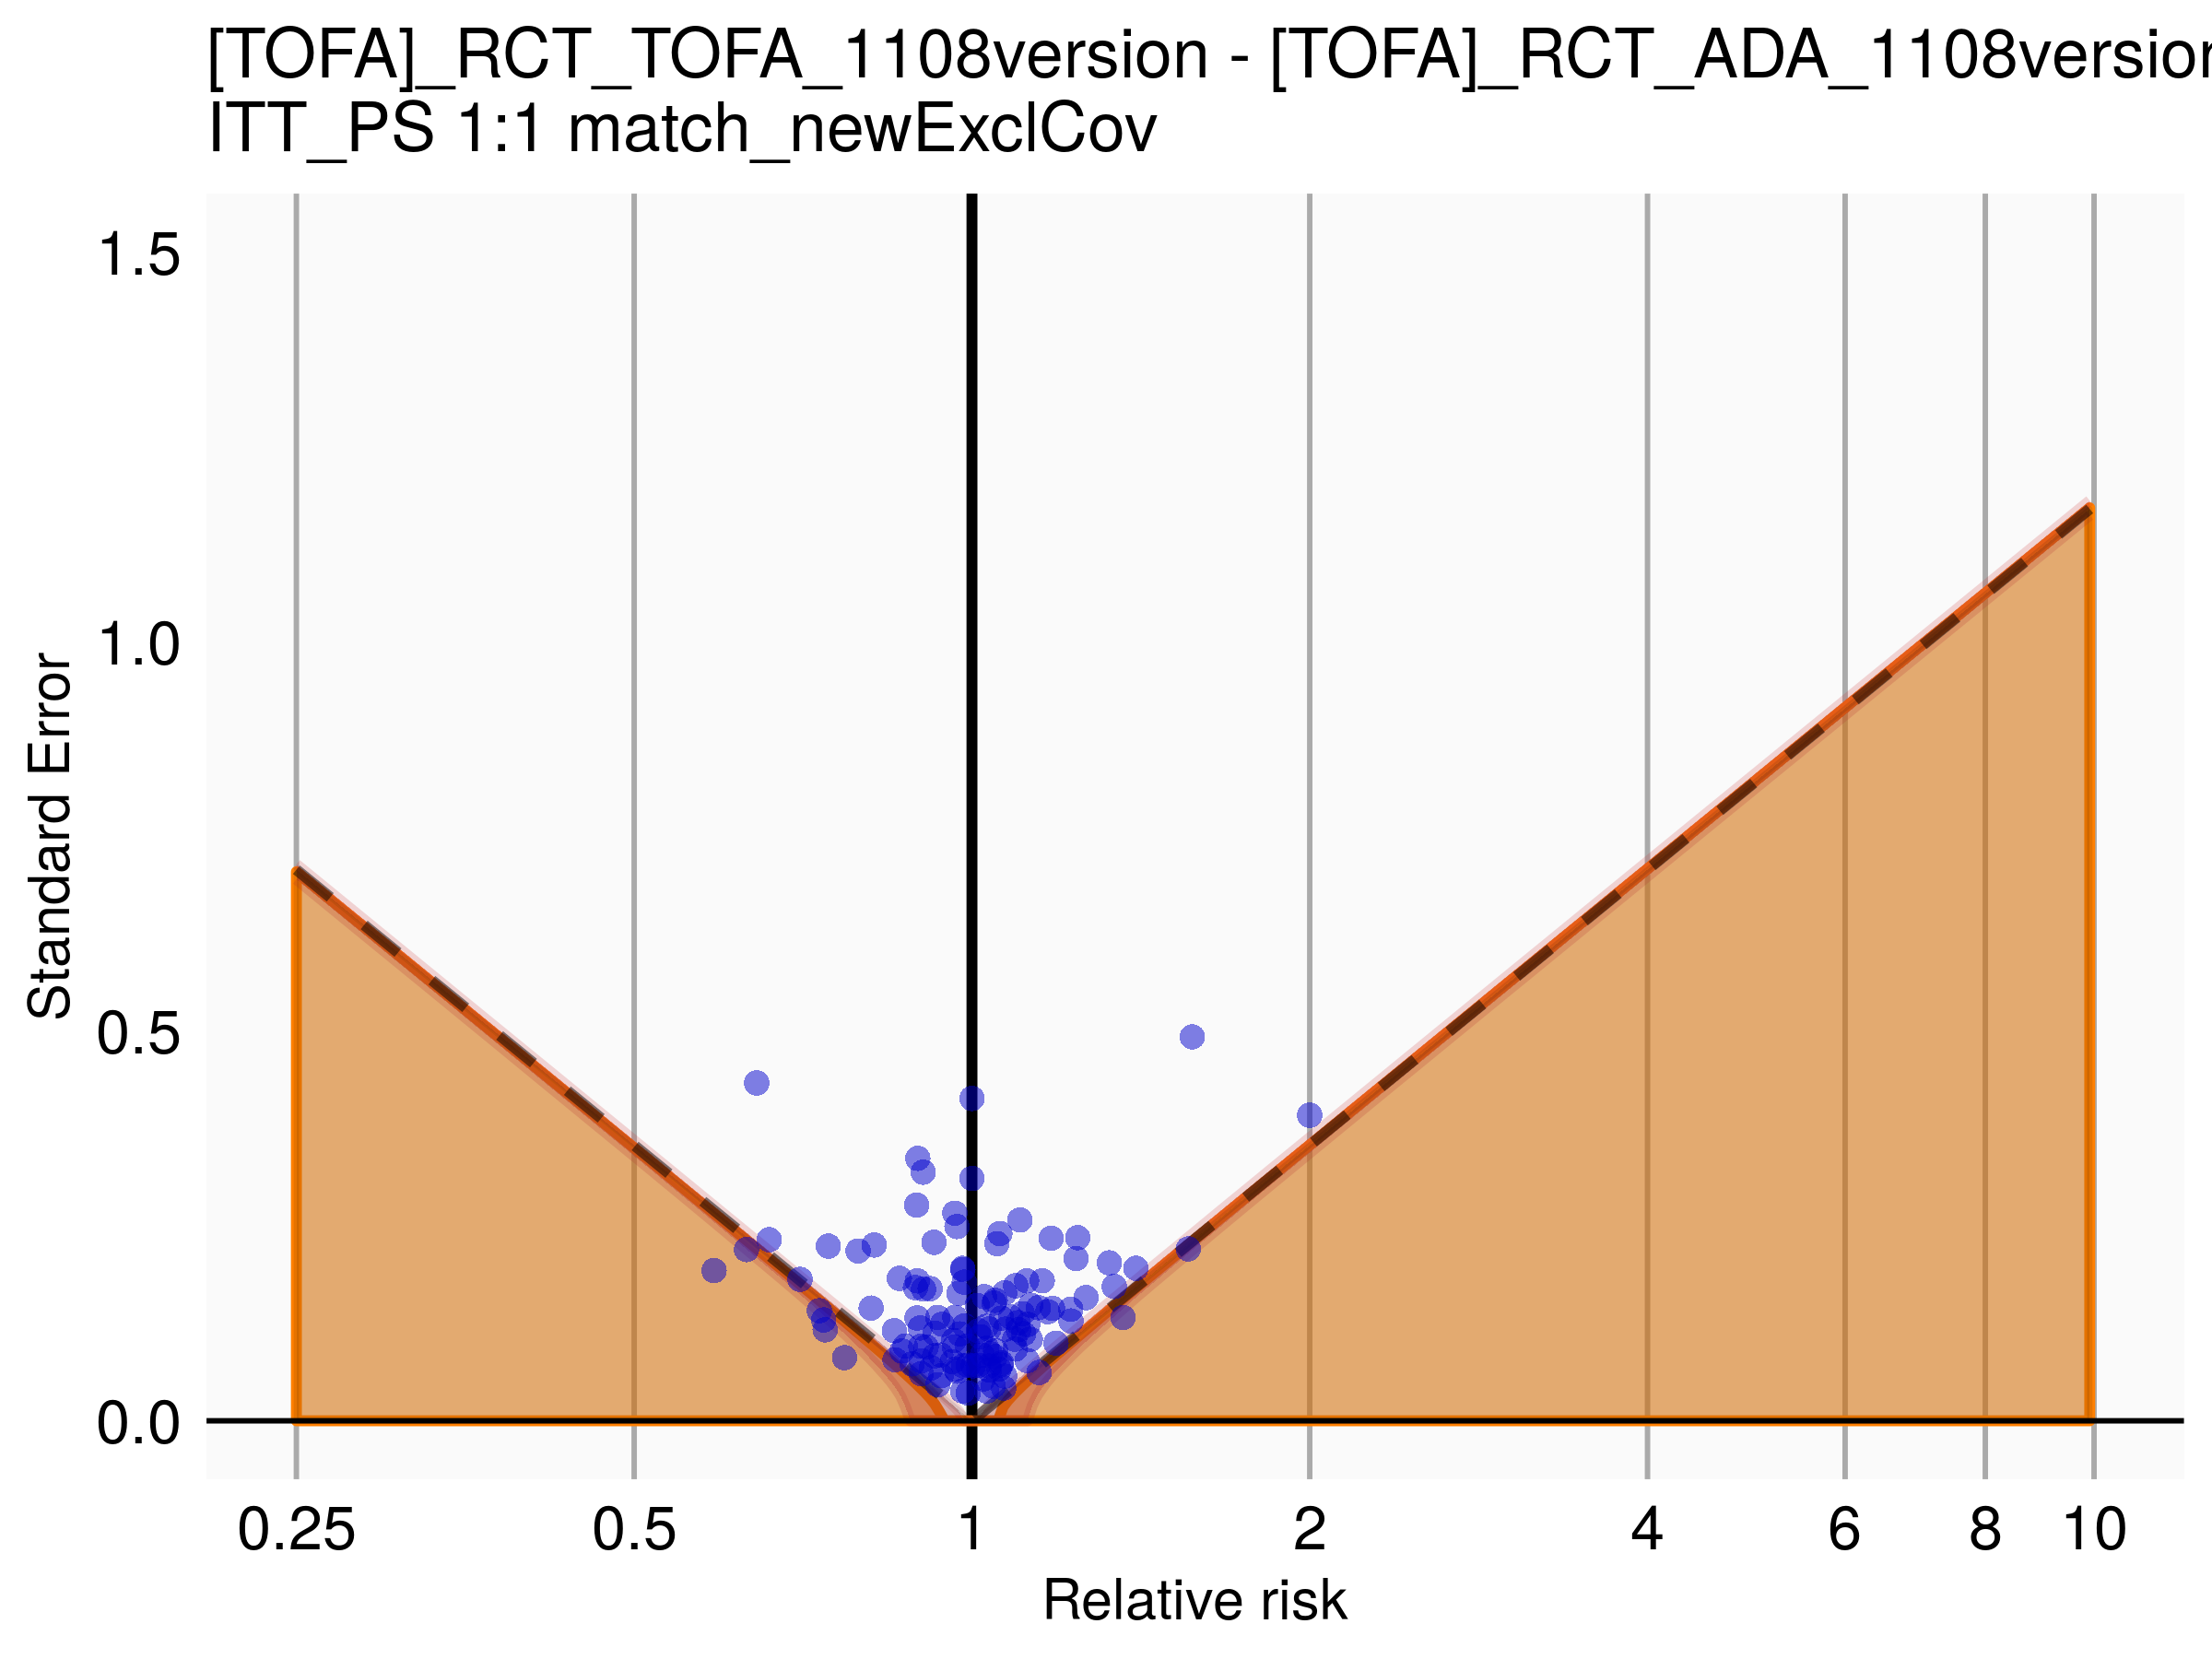 [TOFA]_RCT_TOFA_1108version - [TOFA]_RCT_ADA_1108version
ITT_PS 1:1 match_newExclCov
1.5
1.0
0.5
0.0
Standard Error
0.25 0.5 1 2 4 6 8 10
Relative risk